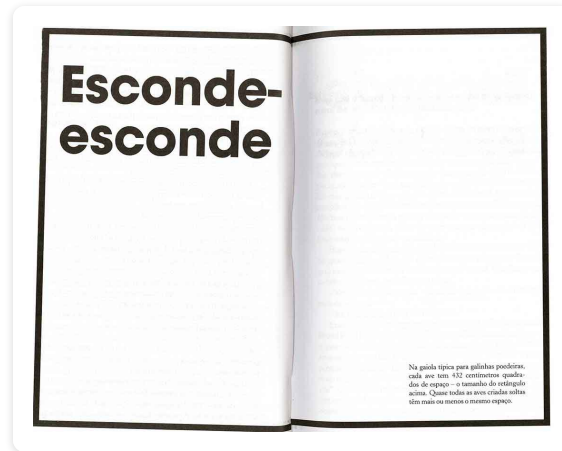 Esconde-
esconde
Na gaiola típica para galinhas poedeiras,
cada ave tem 432 centímetros quadra-
dos de espaço – o tamanho do retângulo
acima. Quase todas as aves criadas soltas
têm mais ou menos o mesmo espaço.